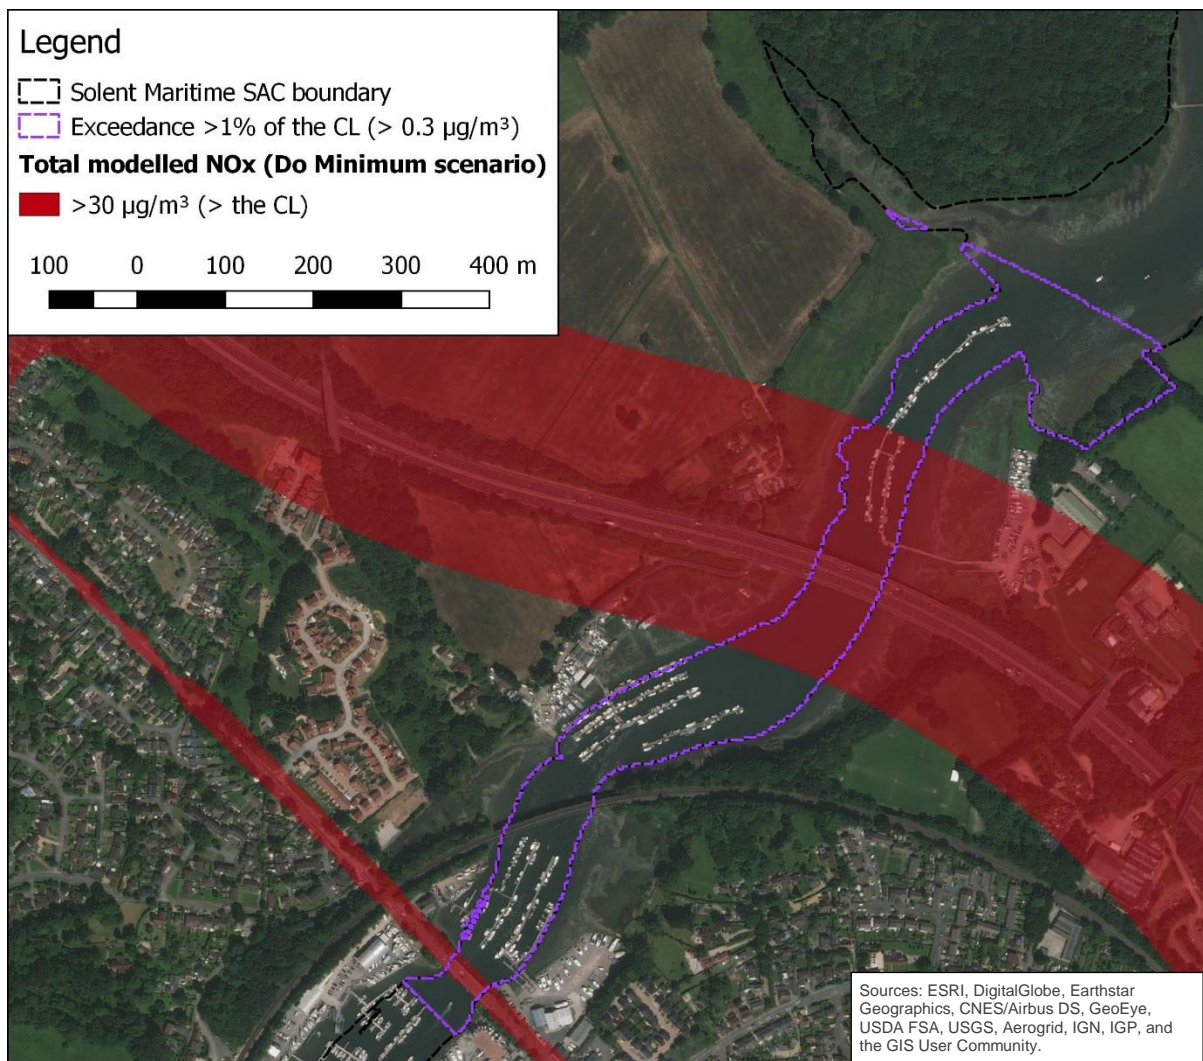 Legend
Solent Maritime SAC boundary
Exceedance >1% of the CL (> 0.3 µg/m³)
Total modelled NOx (Do Minimum scenario)
>30 µg/m³ (> the CL)
100 0 100 200 300 400 m
Sources: ESRI, DigitalGlobe, Earthstar
Geographics, CNES/Airbus DS, GeoEye,
USDA FSA, USGS, Aerogrid, IGN, IGP, and
the GIS User Community.